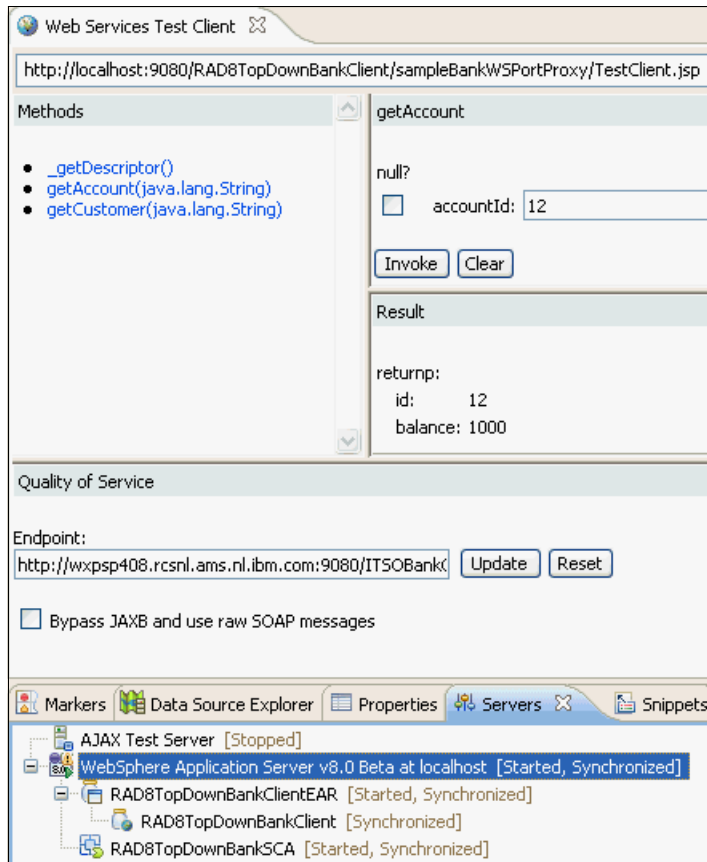 Web Services Test Client
http://localhost:9080/RAD8TopDownBankClient/sampleBankWSPortProxy/TestClient.jsp
Methods
_getDescriptor()
getAccount(java.lang.String)
getCustomer(java.lang.String)
getAccount
null?
accountId: 12
Invoke Clear
Result
returnp:
id: 12
balance: 1000
Quality of Service
Endpoint:
http://wxpsp408.rcsnl.ams.nl.ibm.com:9080/ITSOBank( Update Reset
Bypass JAXB and use raw SOAP messages
Markers Data Source Explorer Properties Servers Snippets
AJAX Test Server [Stopped]
WebSphere Application Server v8.0 Beta at localhost [Started, Synchronized]
RAD8TopDownBankClientEAR [Started, Synchronized]
RAD8TopDownBankClient [Synchronized]
RAD8TopDownBankSCA [Started, Synchronized]